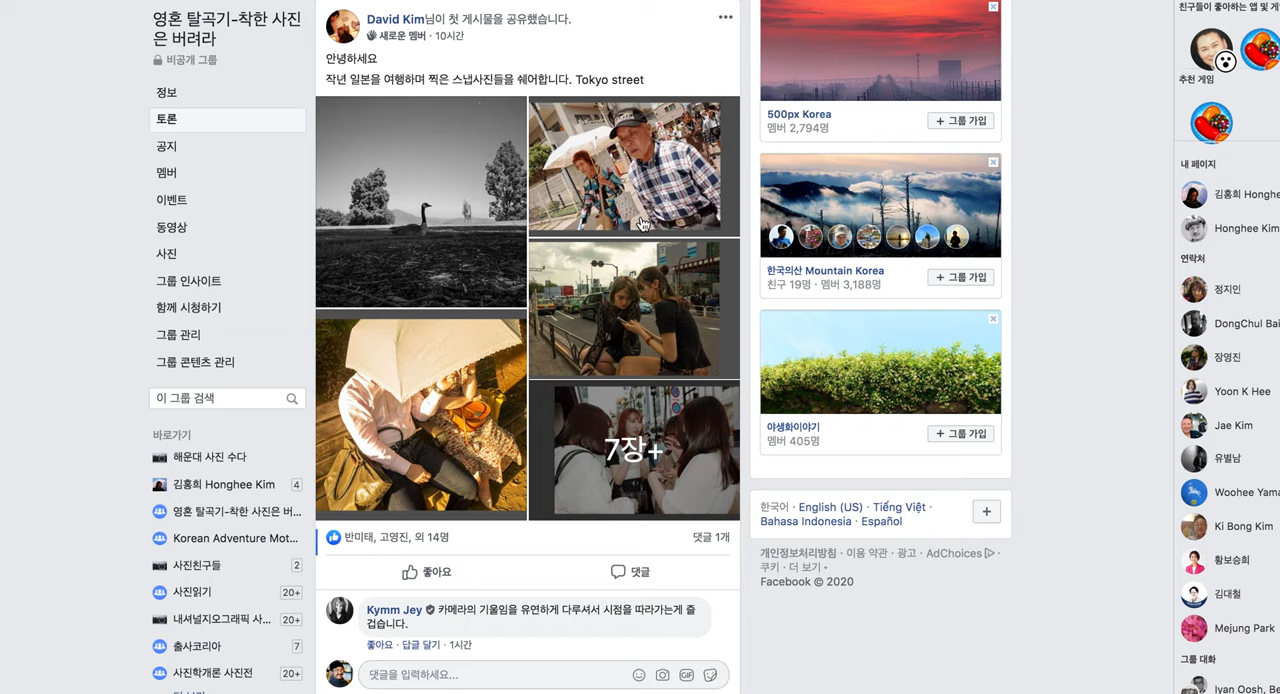 영혼 탈곡기-착한 사진
은 버려라
비공개 그룹
정보
토론
공지
멤버
이벤트
동영상
사진
그룹 인사이트
함께 시청하기
그룹 관리
그룹 콘텐츠 관리
이 그룹 검색
바로가기
해운대 사진 수다
김홍희 Honghee Kim 4
영혼 탈곡기-착한 사진은 버...
Korean Adventure Mot...
사진친구들 2
사진읽기 20+
내셔널지오그래픽 사... 20+
출사코리아 7
사진학개론 사진전 20+
David Kim님이 첫 게시물을 공유했습니다.
새로운 멤버 · 10시간
안녕하세요
작년 일본을 여행하며 찍은 스냅사진들을 쉐어합니다. Tokyo street
7장+
반미태, 고영진, 외 14명
댓글 1개
좋아요
댓글
Kymm Jey 카메라의 기울임을 유연하게 다루셔서 시점을 따라가는게 즐
겁습니다.
좋아요 · 답글 달기 · 1시간
댓글을 입력하세요...
GIF
500px Korea
멤버 2,794명
+ 그룹 가입
한국의산 Mountain Korea
친구 19명 · 멤버 3,188명
+ 그룹 가입
야생화이야기
멤버 405명
+ 그룹 가입
한국어 · English (US) · Tiếng Việt ·
Bahasa Indonesia · Español
+
개인정보처리방침 · 이용 약관 · 광고 · AdChoices ·
쿠키 · 더 보기
Facebook © 2020
친구들이 좋아하는 앱 및 게
추천 게임
내 페이지
김홍희 Honghe
Honghee Kim
연락처
정지인
DongChul Bai
장영진
Yoon K Hee
Jae Kim
유별남
Woohee Yama
Ki Bong Kim
황보승희
김대철
Mejung Park
그룹 대화
Iyan Oosh, Be